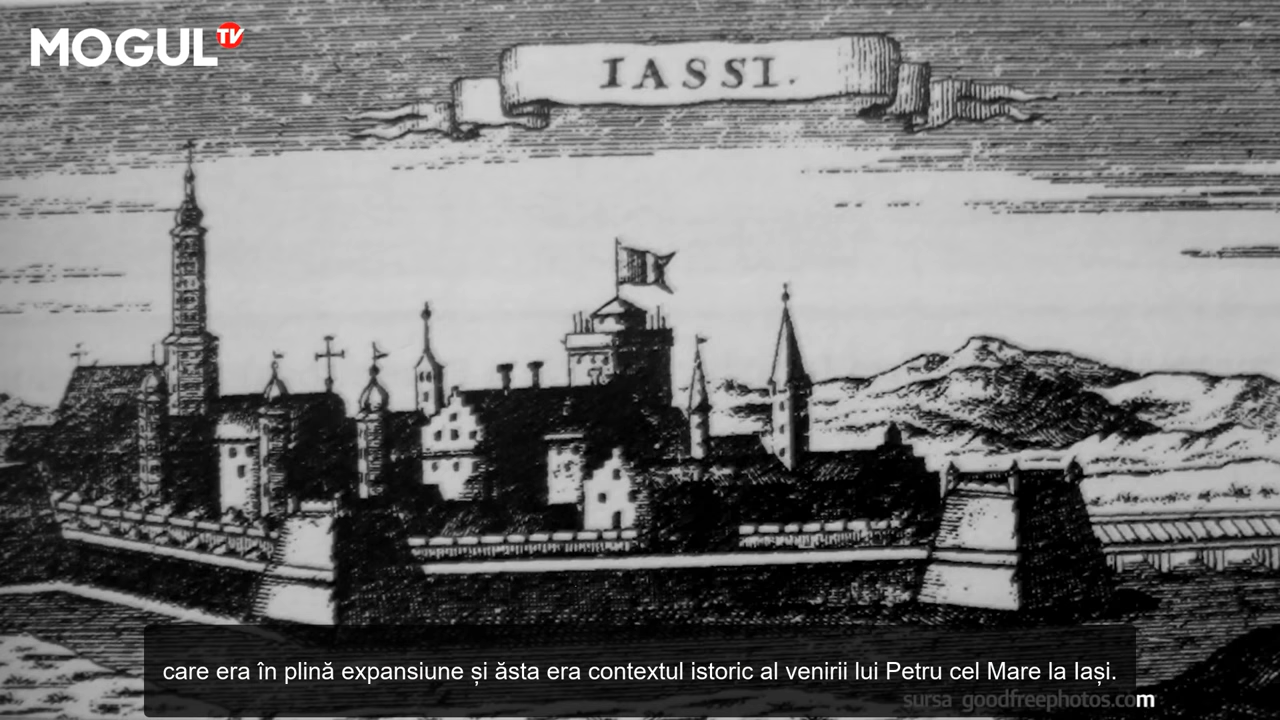 MOGUL TV
IASSI.
care era în plină expansiune și ăsta era contextul istoric al venirii lui Petru cel Mare la Iași.
sursa goodfreephotos.com